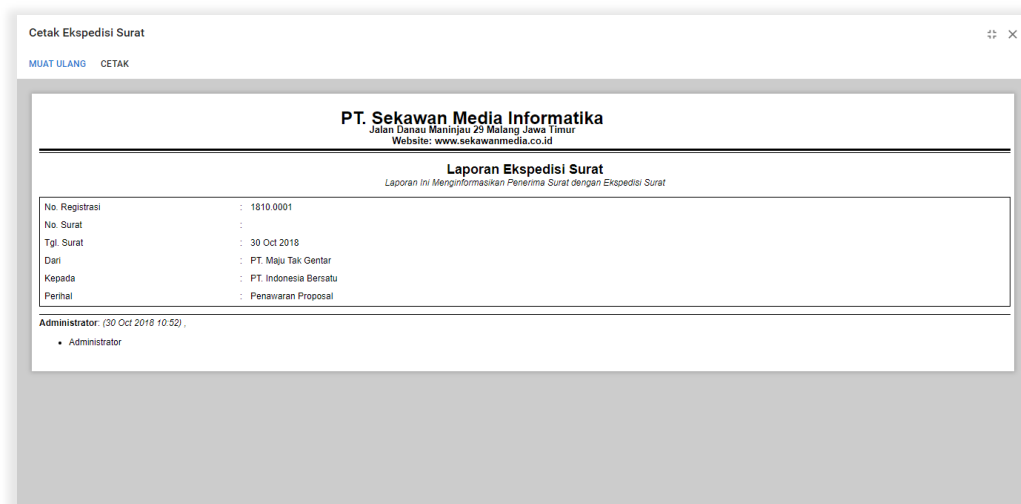 Cetak Ekspedisi Surat
MUAT ULANG CETAK
PT. Sekawan Media Informatika
Jalan Danau Maninjau 29 Malang Jawa Timur
Website: www.sekawanmedia.co.id
Laporan Ekspedisi Surat
Laporan Ini Menginformasikan Penerima Surat dengan Ekspedisi Surat
No. Registrasi : 1810.0001
No. Surat :
Tgl. Surat : 30 Oct 2018
Dari : PT. Maju Tak Gentar
Kepada : PT. Indonesia Bersatu
Perihal : Penawaran Proposal
Administrator: (30 Oct 2018 10:52) ,
• Administrator